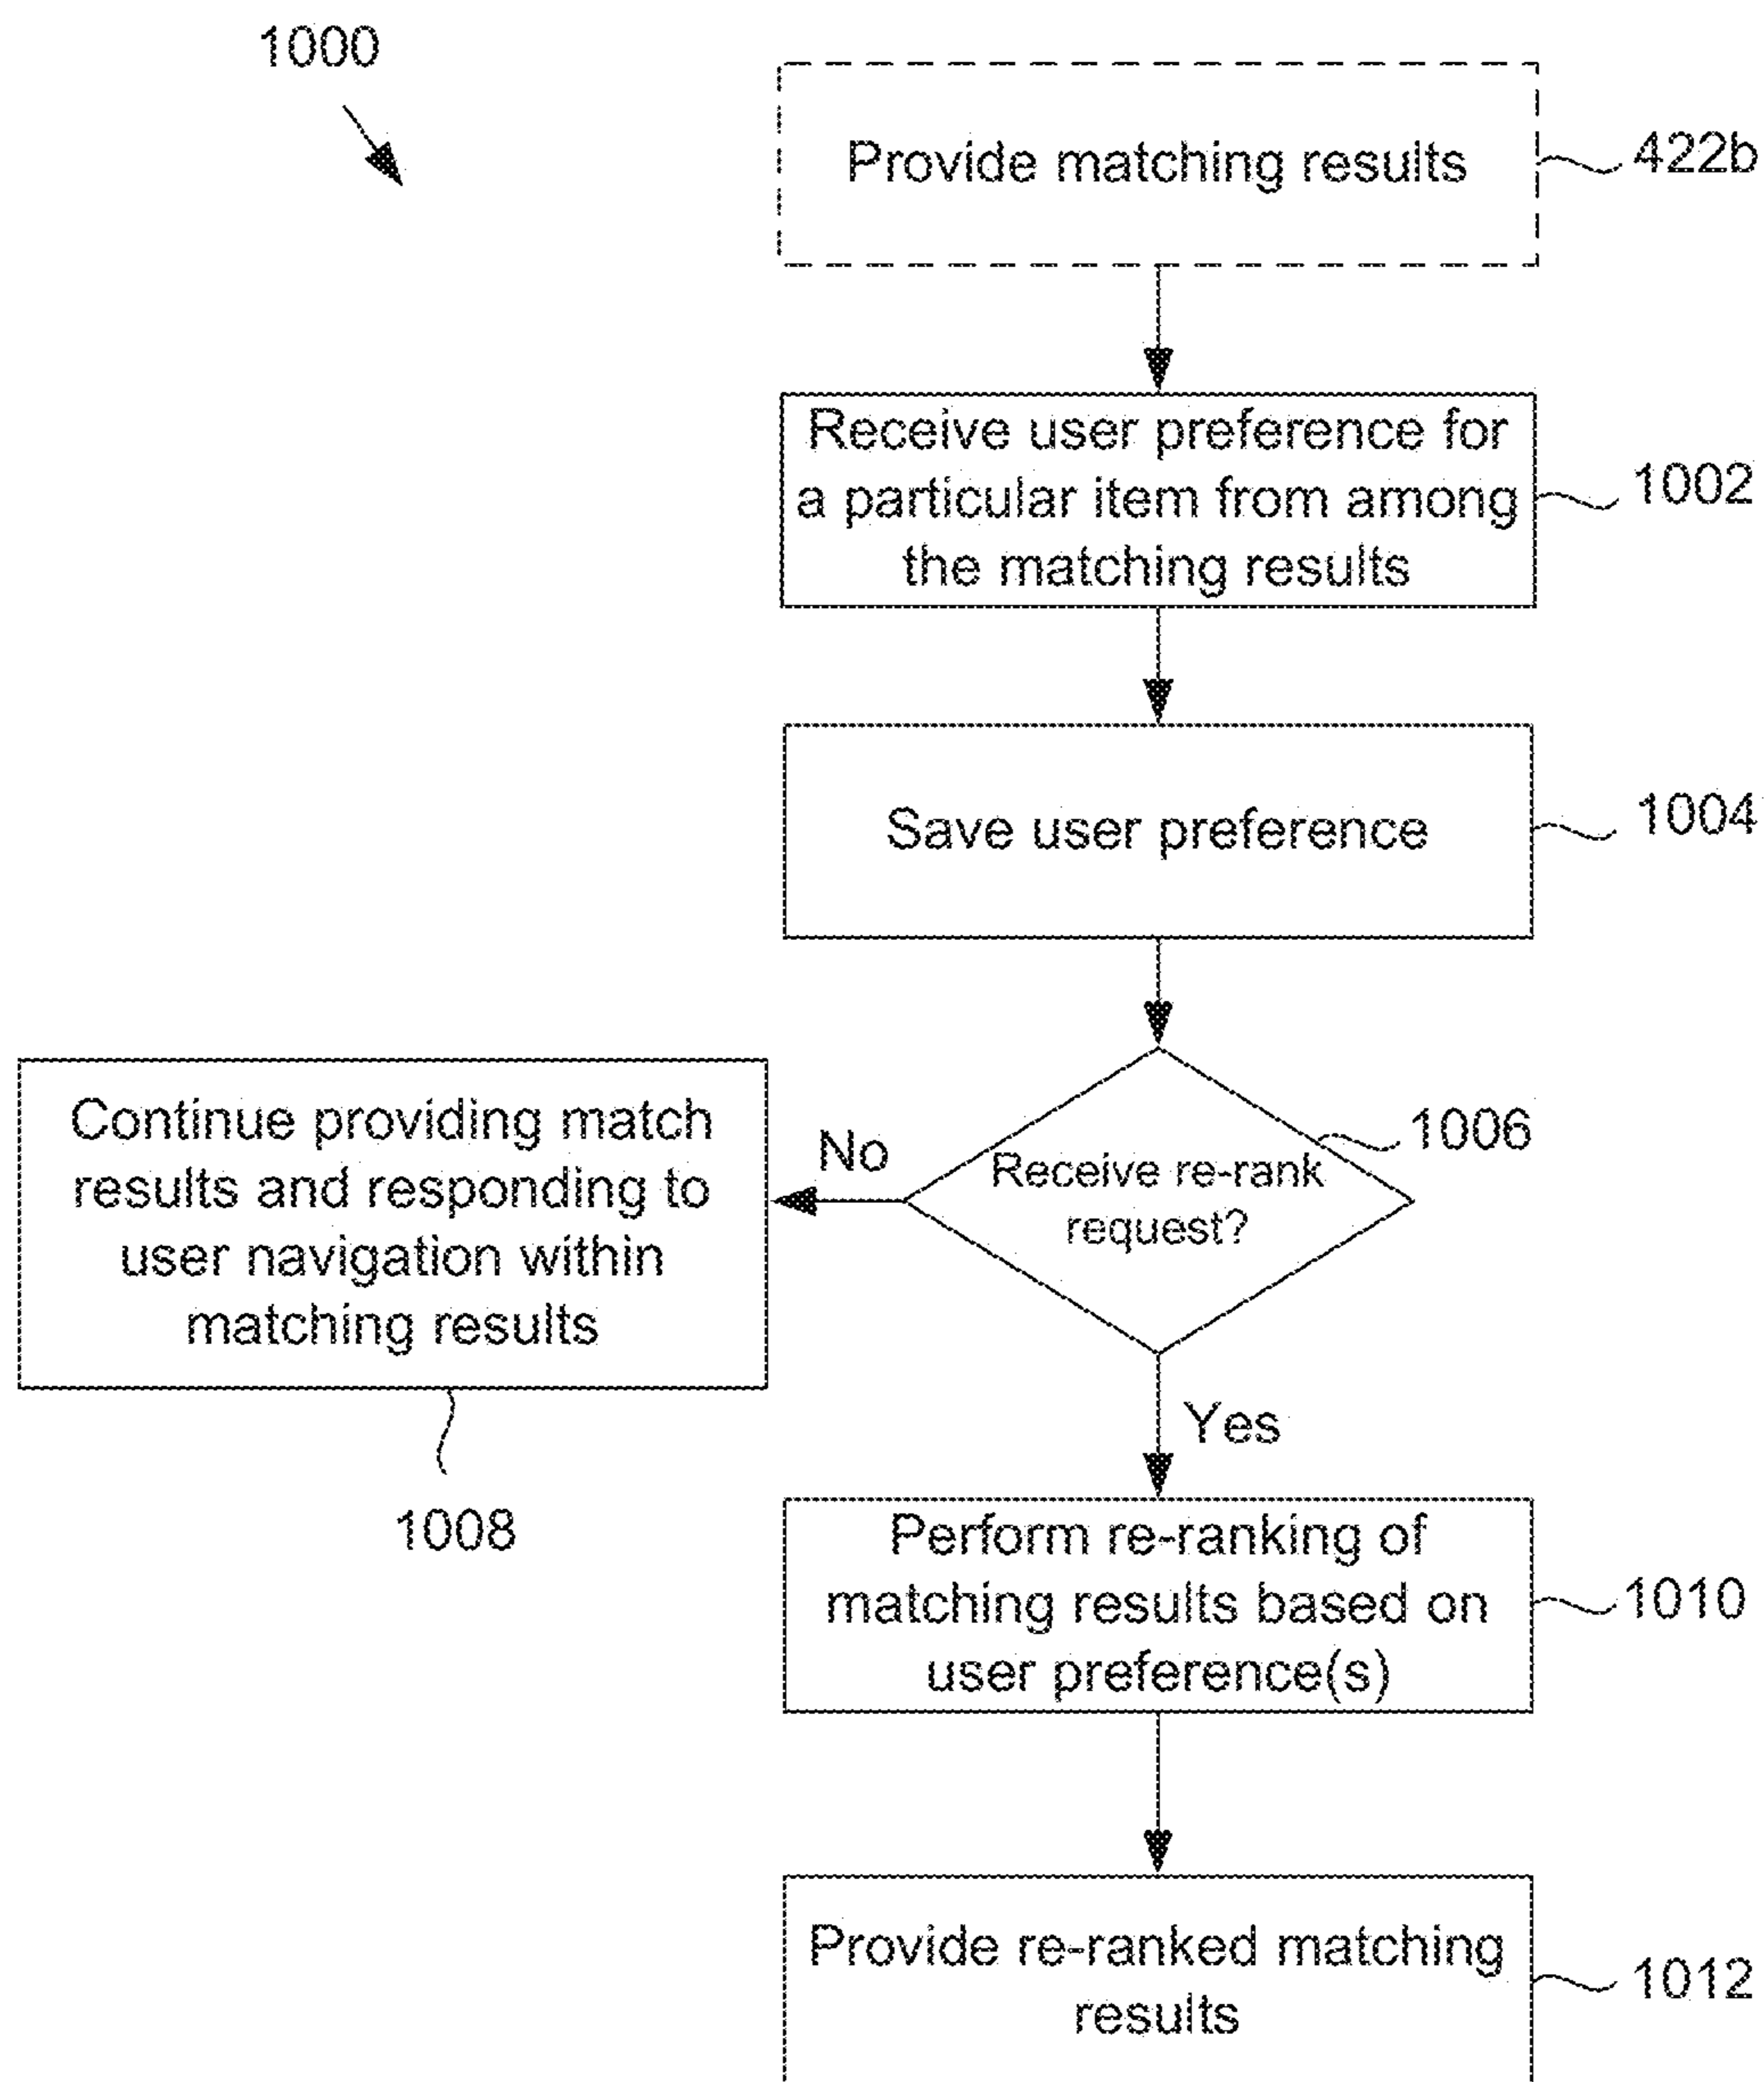 1000
Provide matching results
422b
Receive user preference for
a particular item from among
the matching results
1002
Save user preference
1004
Receive re-rank
request?
1006
No
Continue providing match
results and responding to
user navigation within
matching results
1008
Yes
Perform re-ranking of
matching results based on
user preference(s)
1010
Provide re-ranked matching
results
1012